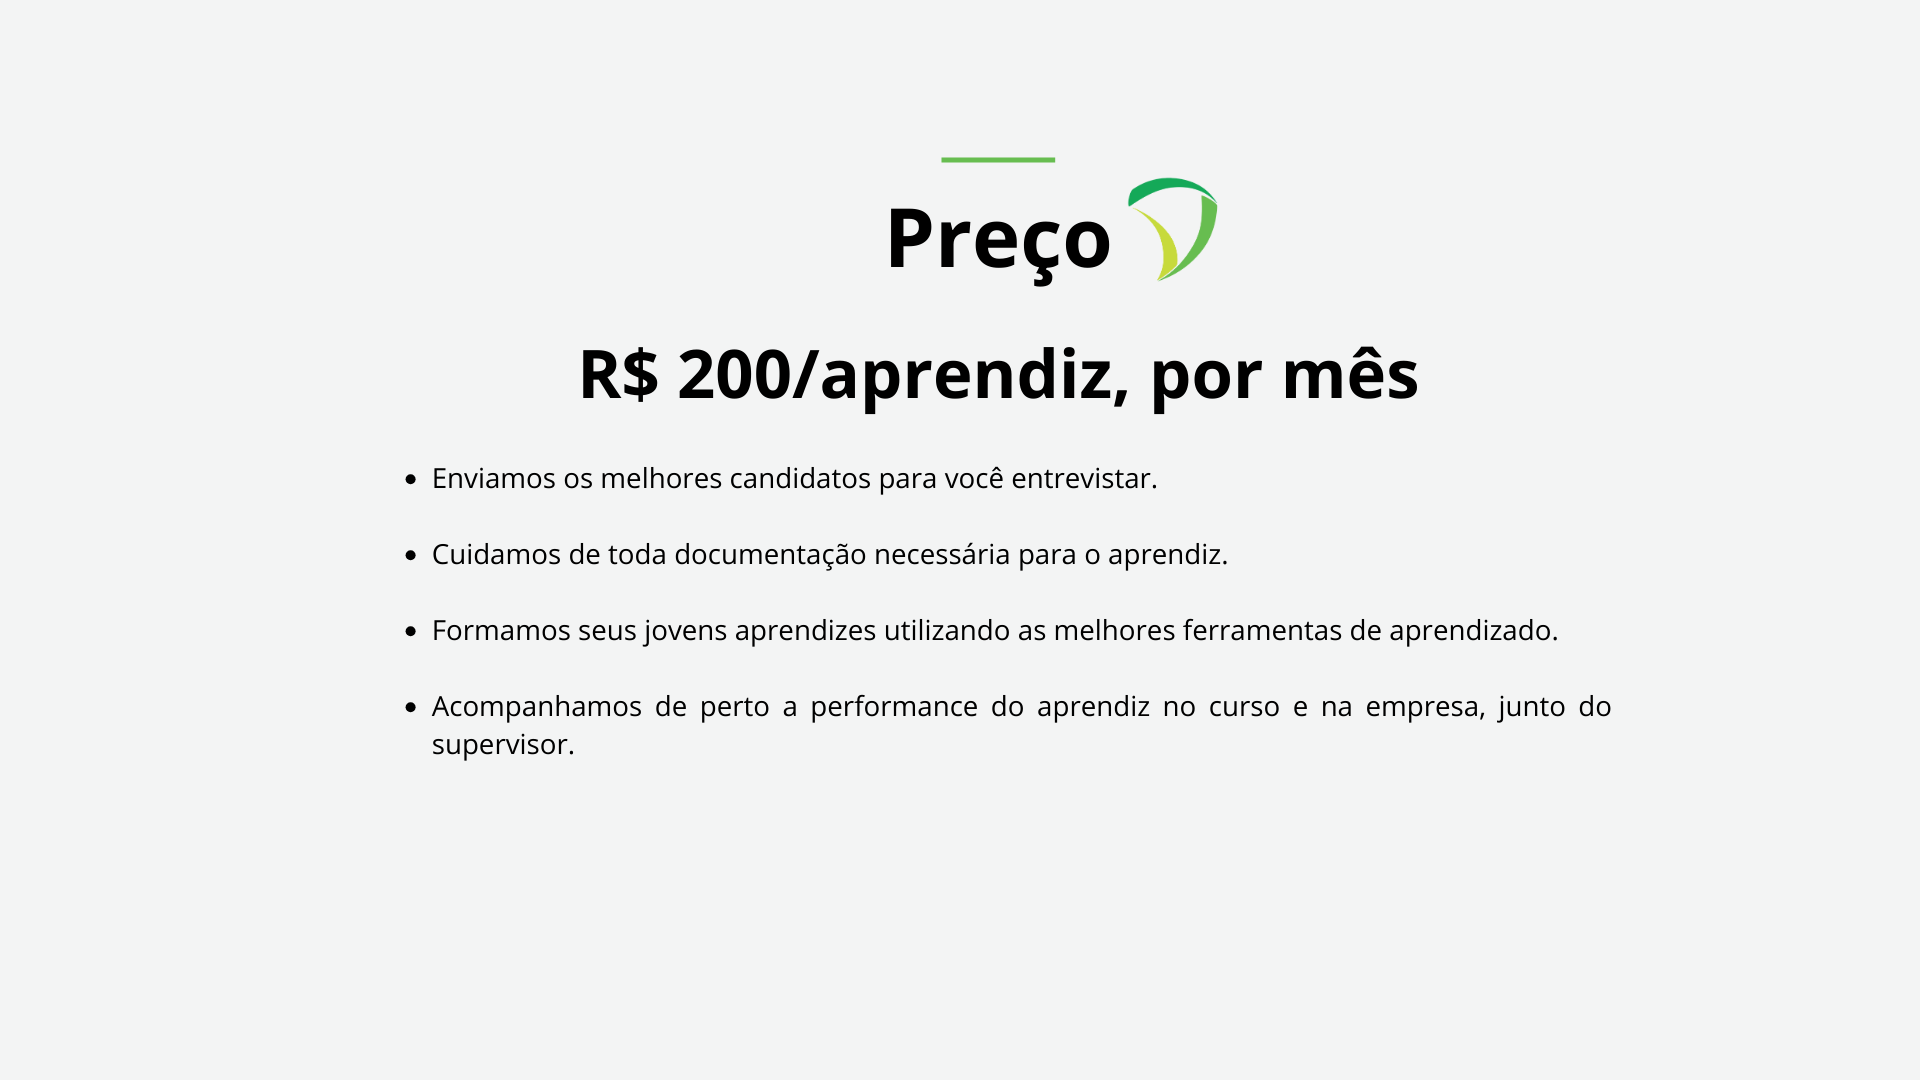 Preço
R$ 200/aprendiz, por mês
• Enviamos os melhores candidatos para você entrevistar.
• Cuidamos de toda documentação necessária para o aprendiz.
• Formamos seus jovens aprendizes utilizando as melhores ferramentas de aprendizado.
• Acompanhamos de perto a performance do aprendiz no curso e na empresa, junto do
supervisor.